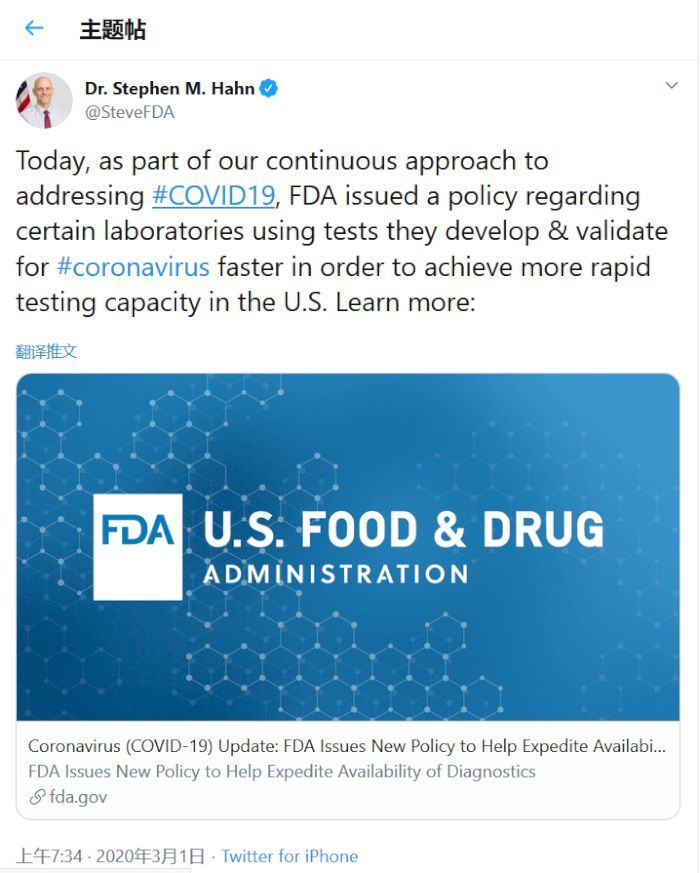 主题帖
Dr. Stephen M. Hahn
@SteveFDA
Today, as part of our continuous approach to
addressing #COVID19, FDA issued a policy regarding
certain laboratories using tests they develop & validate
for #coronavirus faster in order to achieve more rapid
testing capacity in the U.S. Learn more:
翻译推文
FDA U.S. FOOD & DRUG
ADMINISTRATION
Coronavirus (COVID-19) Update: FDA Issues New Policy to Help Expedite Availabi...
FDA Issues New Policy to Help Expedite Availability of Diagnostics
fda.gov
上午7:34 · 2020年3月1日 · Twitter for iPhone